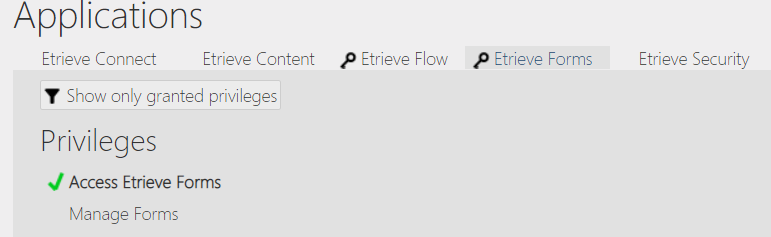 Applications
Etrieve Connect Etrieve Content Etrieve Flow Etrieve Forms Etrieve Security
Show only granted privileges
Privileges
Access Etrieve Forms
Manage Forms